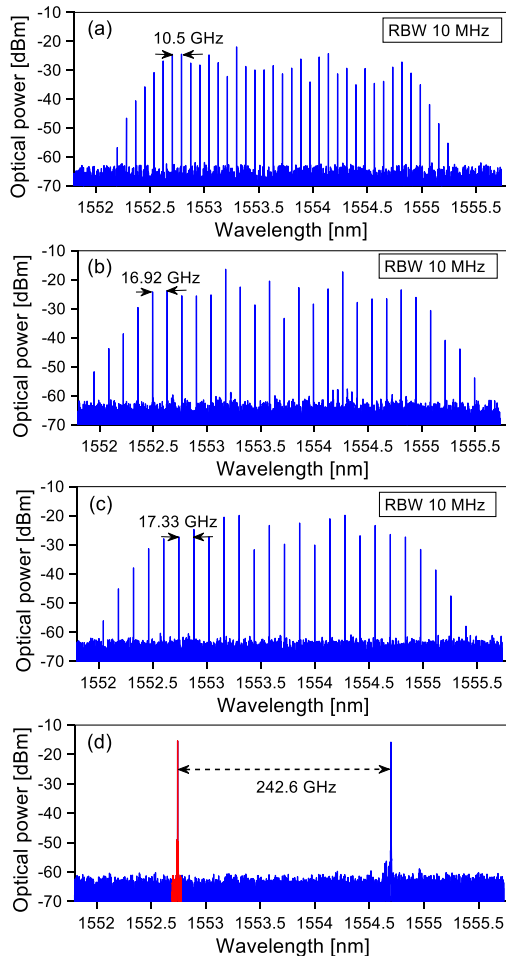 -10
(a)
RBW 10 MHz
10.5 GHz
-20
-30
-40
-50
-60
-70
Optical power [dBm]
1552 1552.5 1553 1553.5 1554 1554.5 1555 1555.5
Wavelength [nm]
-10
(b)
RBW 10 MHz
16.92 GHz
-20
-30
-40
-50
-60
-70
Optical power [dBm]
1552 1552.5 1553 1553.5 1554 1554.5 1555 1555.5
Wavelength [nm]
-10
(c)
RBW 10 MHz
17.33 GHz
-20
-30
-40
-50
-60
-70
Optical power [dBm]
1552 1552.5 1553 1553.5 1554 1554.5 1555 1555.5
Wavelength [nm]
-10
(d)
-20
242.6 GHz
-30
-40
-50
-60
-70
Optical power [dBm]
1552 1552.5 1553 1553.5 1554 1554.5 1555 1555.5
Wavelength [nm]